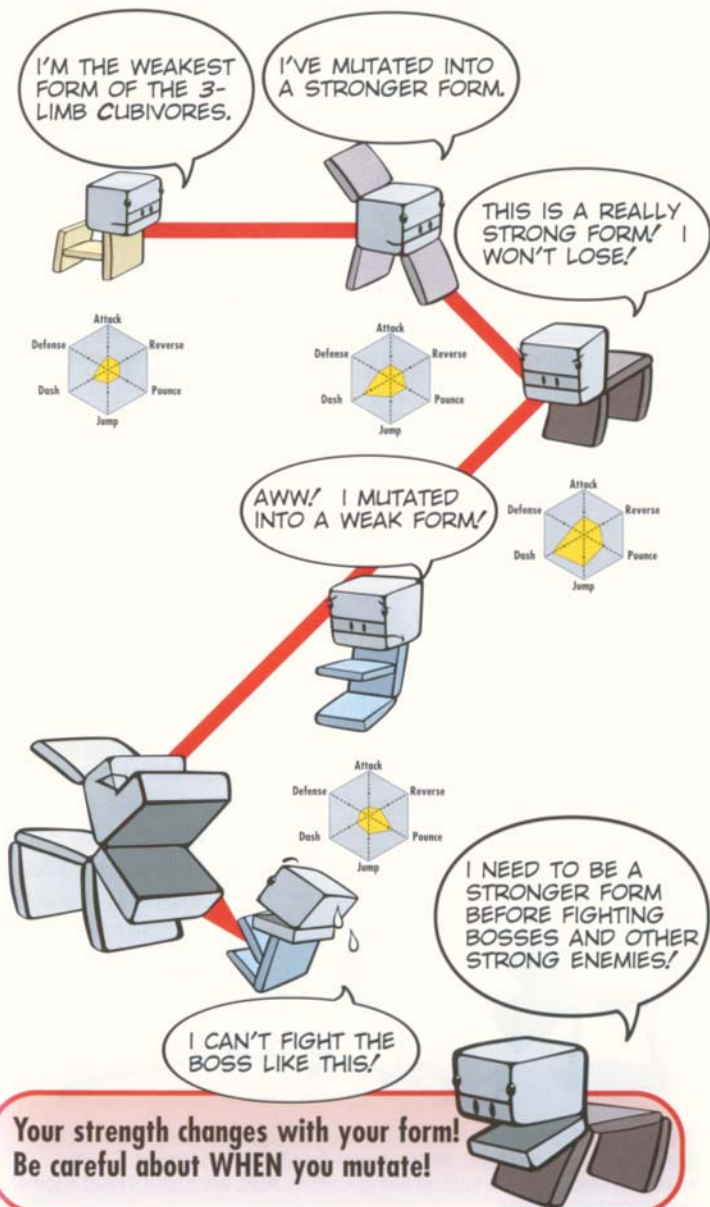 I'M THE WEAKEST
FORM OF THE 3-
LIMB CUBIVORES.
I'VE MUTATED INTO
A STRONGER FORM.
THIS IS A REALLY
STRONG FORM! I
WON'T LOSE!
Attack
Defense
Reverse
Dash
Pounce
Jump
Attack
Defense
Reverse
Dash
Pounce
Jump
AWW! I MUTATED
INTO A WEAK FORM!
Attack
Defense
Reverse
Dash
Pounce
Jump
Attack
Defense
Reverse
Dash
Pounce
Jump
I NEED TO BE A
STRONGER FORM
BEFORE FIGHTING
BOSSES AND OTHER
STRONG ENEMIES!
I CAN'T FIGHT THE
BOSS LIKE THIS!
Your strength changes with your form!
Be careful about WHEN you mutate!